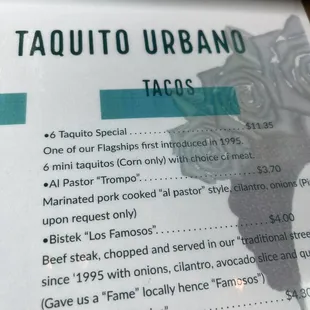 TAQUITO URBANO
TACOS
•6 Taquito Special ........................ $11.35
One of our Flagships first introduced in 1995.
6 mini taquitos (Corn only) with choice of meat.
•Al Pastor “Trompo”........................ $3.70
Marinated pork cooked “al pastor” style, cilantro, onions (Pi
upon request only)
•Bistek “Los Famosos”........................ $4.00
Beef steak, chopped and served in our “traditional stree
since ‘1995 with onions, cilantro, avocado slice and qu
(Gave us a “Fame” locally hence “Famosos”)